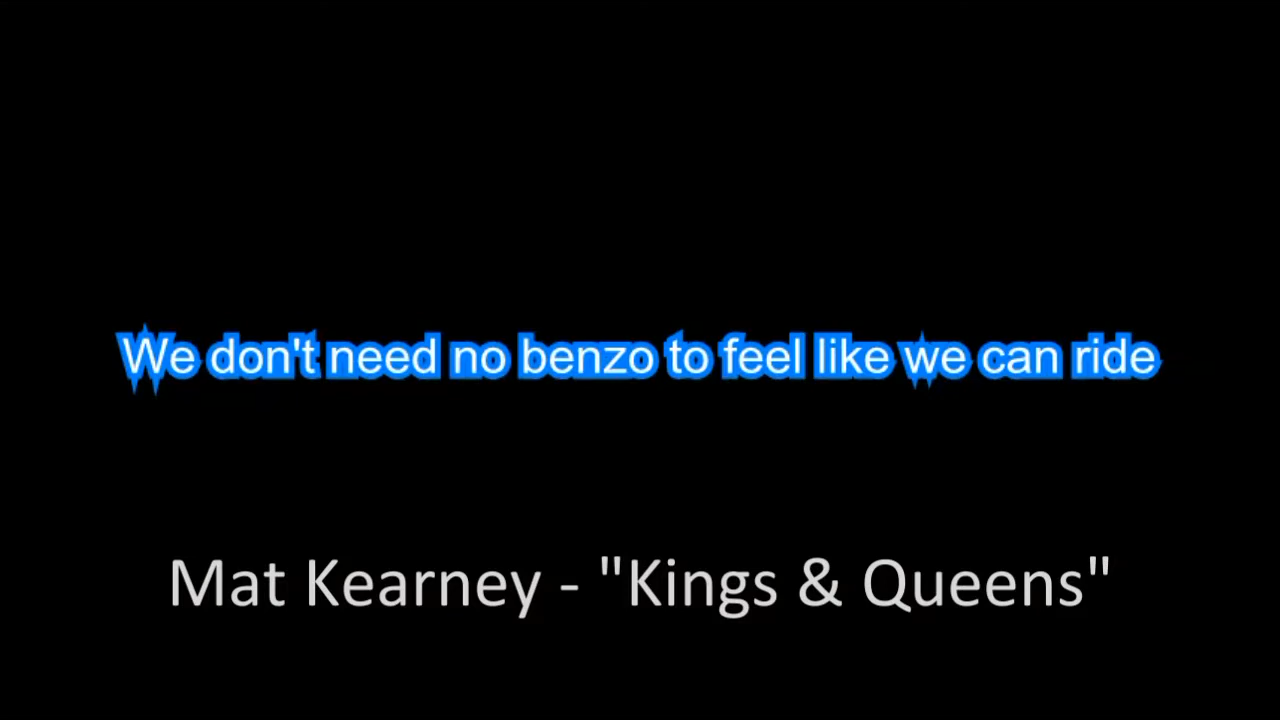 We don't need no benzo to feel like we can ride
Mat Kearney - "Kings & Queens"